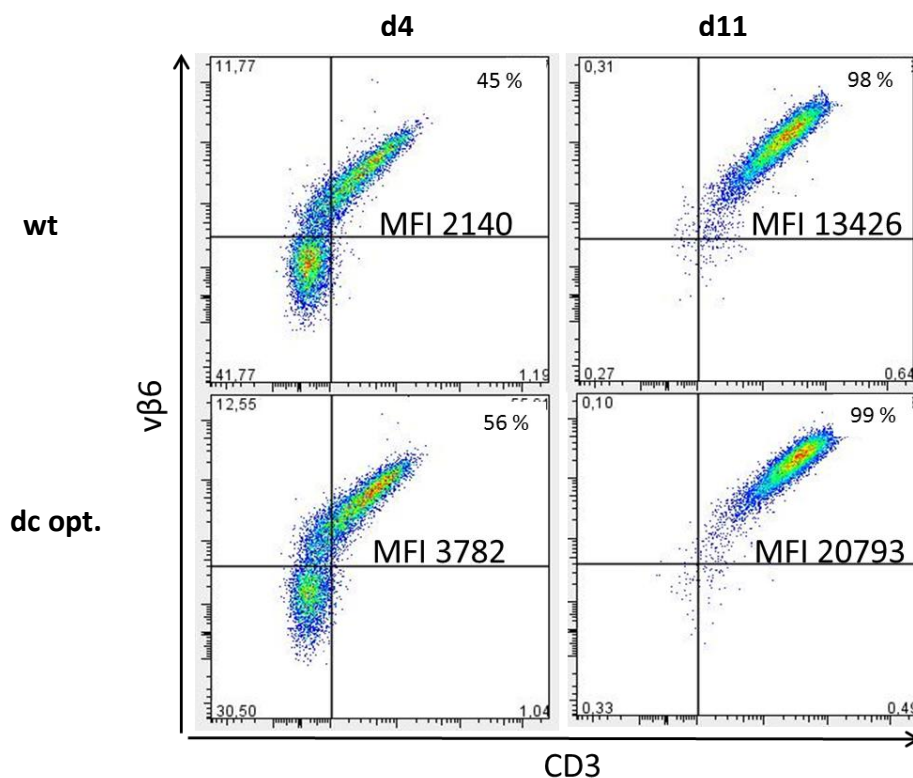 d4
d11
wt
11,77
45 %
MFI 2140
41,77
1,19
0,31
98 %
MFI 13426
0,27
0,64
vβ6
dc opt.
12,55
56 %
MFI 3782
30,50
1,04
0,10
99 %
MFI 20793
0,33
0,49
CD3